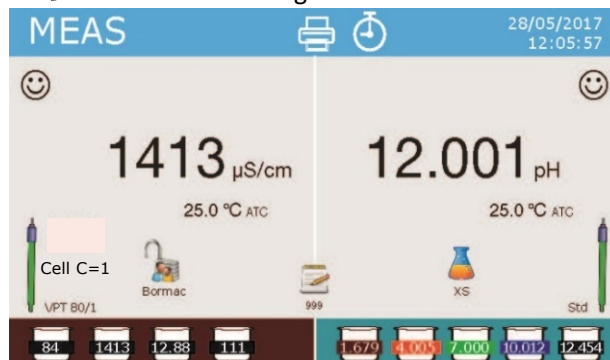 MEAS
28/05/2017
12:05:57
1413 µS/cm
25.0 °C ATC
12.001 pH
25.0 °C ATC
Cell C=1
VPT 80/1
Bormac
999
XS
Std
84 1413 12.88 111
1.679 4.005 7.000 10.012 12.454